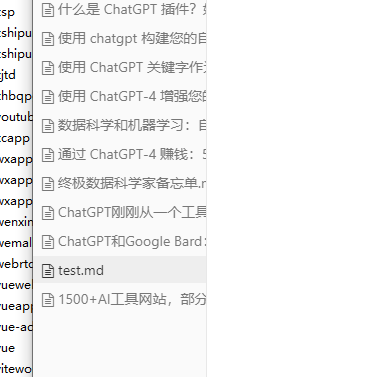 什么是 ChatGPT 插件？
使用 chatgpt 构建您的自
使用 ChatGPT 关键字作
使用 ChatGPT-4 增强您的
数据科学和机器学习：自
通过 ChatGPT-4 赚钱：5
终极数据科学家备忘单.
ChatGPT刚刚从一个工具
ChatGPT和Google Bard：
test.md
1500+AI工具网站，部分
sp
shipu
shipu
jtd
hbqp
outub
capp
wxapp
wxapp
wxapp
wenxin
wemal
webrtc
uewel
ueapp
ue-ad
ue
itewo